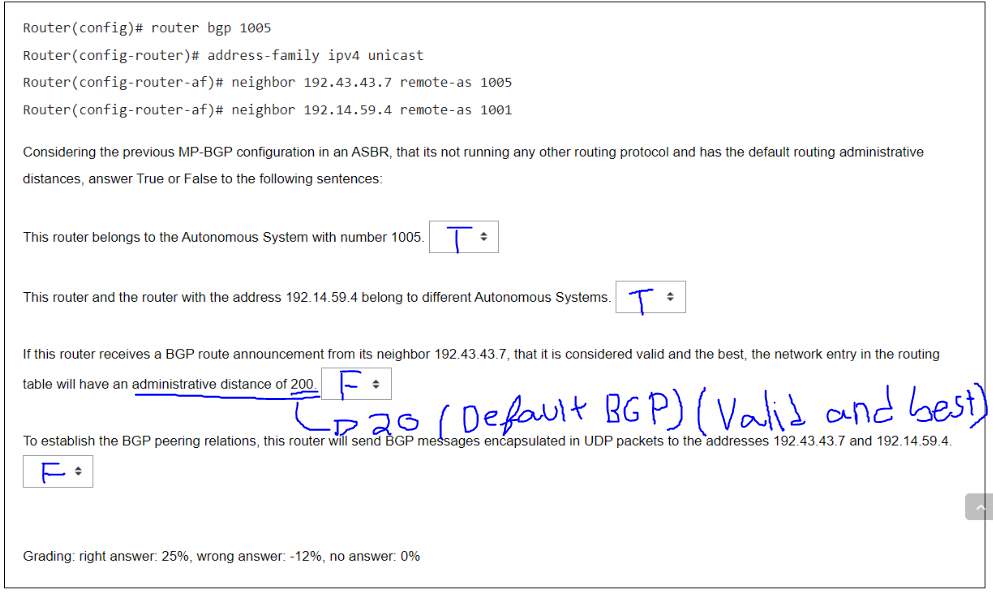 Router(config)# router bgp 1005
Router(config-router)# address-family ipv4 unicast
Router(config-router-af)# neighbor 192.43.43.7 remote-as 1005
Router(config-router-af)# neighbor 192.14.59.4 remote-as 1001
Considering the previous MP-BGP configuration in an ASBR, that its not running any other routing protocol and has the default routing administrative
distances, answer True or False to the following sentences:
This router belongs to the Autonomous System with number 1005. T
This router and the router with the address 192.14.59.4 belong to different Autonomous Systems. T
If this router receives a BGP route announcement from its neighbor 192.43.43.7, that it is considered valid and the best, the network entry in the routing
table will have an administrative distance of 200. F
20 (Default BGP) (Valid and best)
To establish the BGP peering relations, this router will send BGP messages encapsulated in UDP packets to the addresses 192.43.43.7 and 192.14.59.4.
F
Grading: right answer: 25%, wrong answer: -12%, no answer: 0%